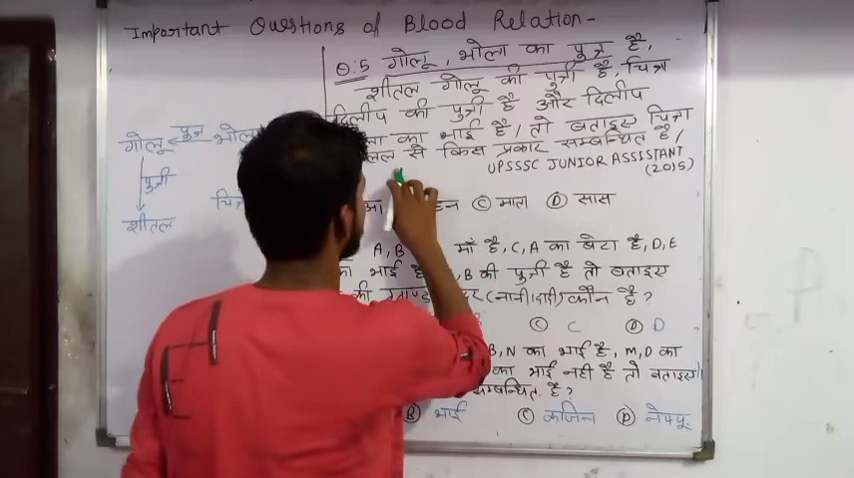 Important Questions of Blood Relation -
Q.5 गोलू, भोला का पुत्र है,
शीतल गोलू की पुत्री है, चित्रा
दिलीप की पुत्री है और दिलीप
का भाई है, तो बताइए चित्रा
से किस प्रकार सम्बन्धित है,
UPSSSC JUNIOR ASSISTANT
(2015)
गोलू पुत्र
पुत्री
शीतल
Ⓒ माता Ⓓ सास
A, B माँ है, C, A का बेटा है, D, E
भाई है B की पुत्री है तो बताइए
की (नानी/दादी) कौन है?
Ⓒ C Ⓓ D
B, N का भाई है, M, D का
का भाई नही है तो बताइए
सम्बन्धित है?
Ⓑ भाई Ⓒ कजिन Ⓓ नेफ्यू